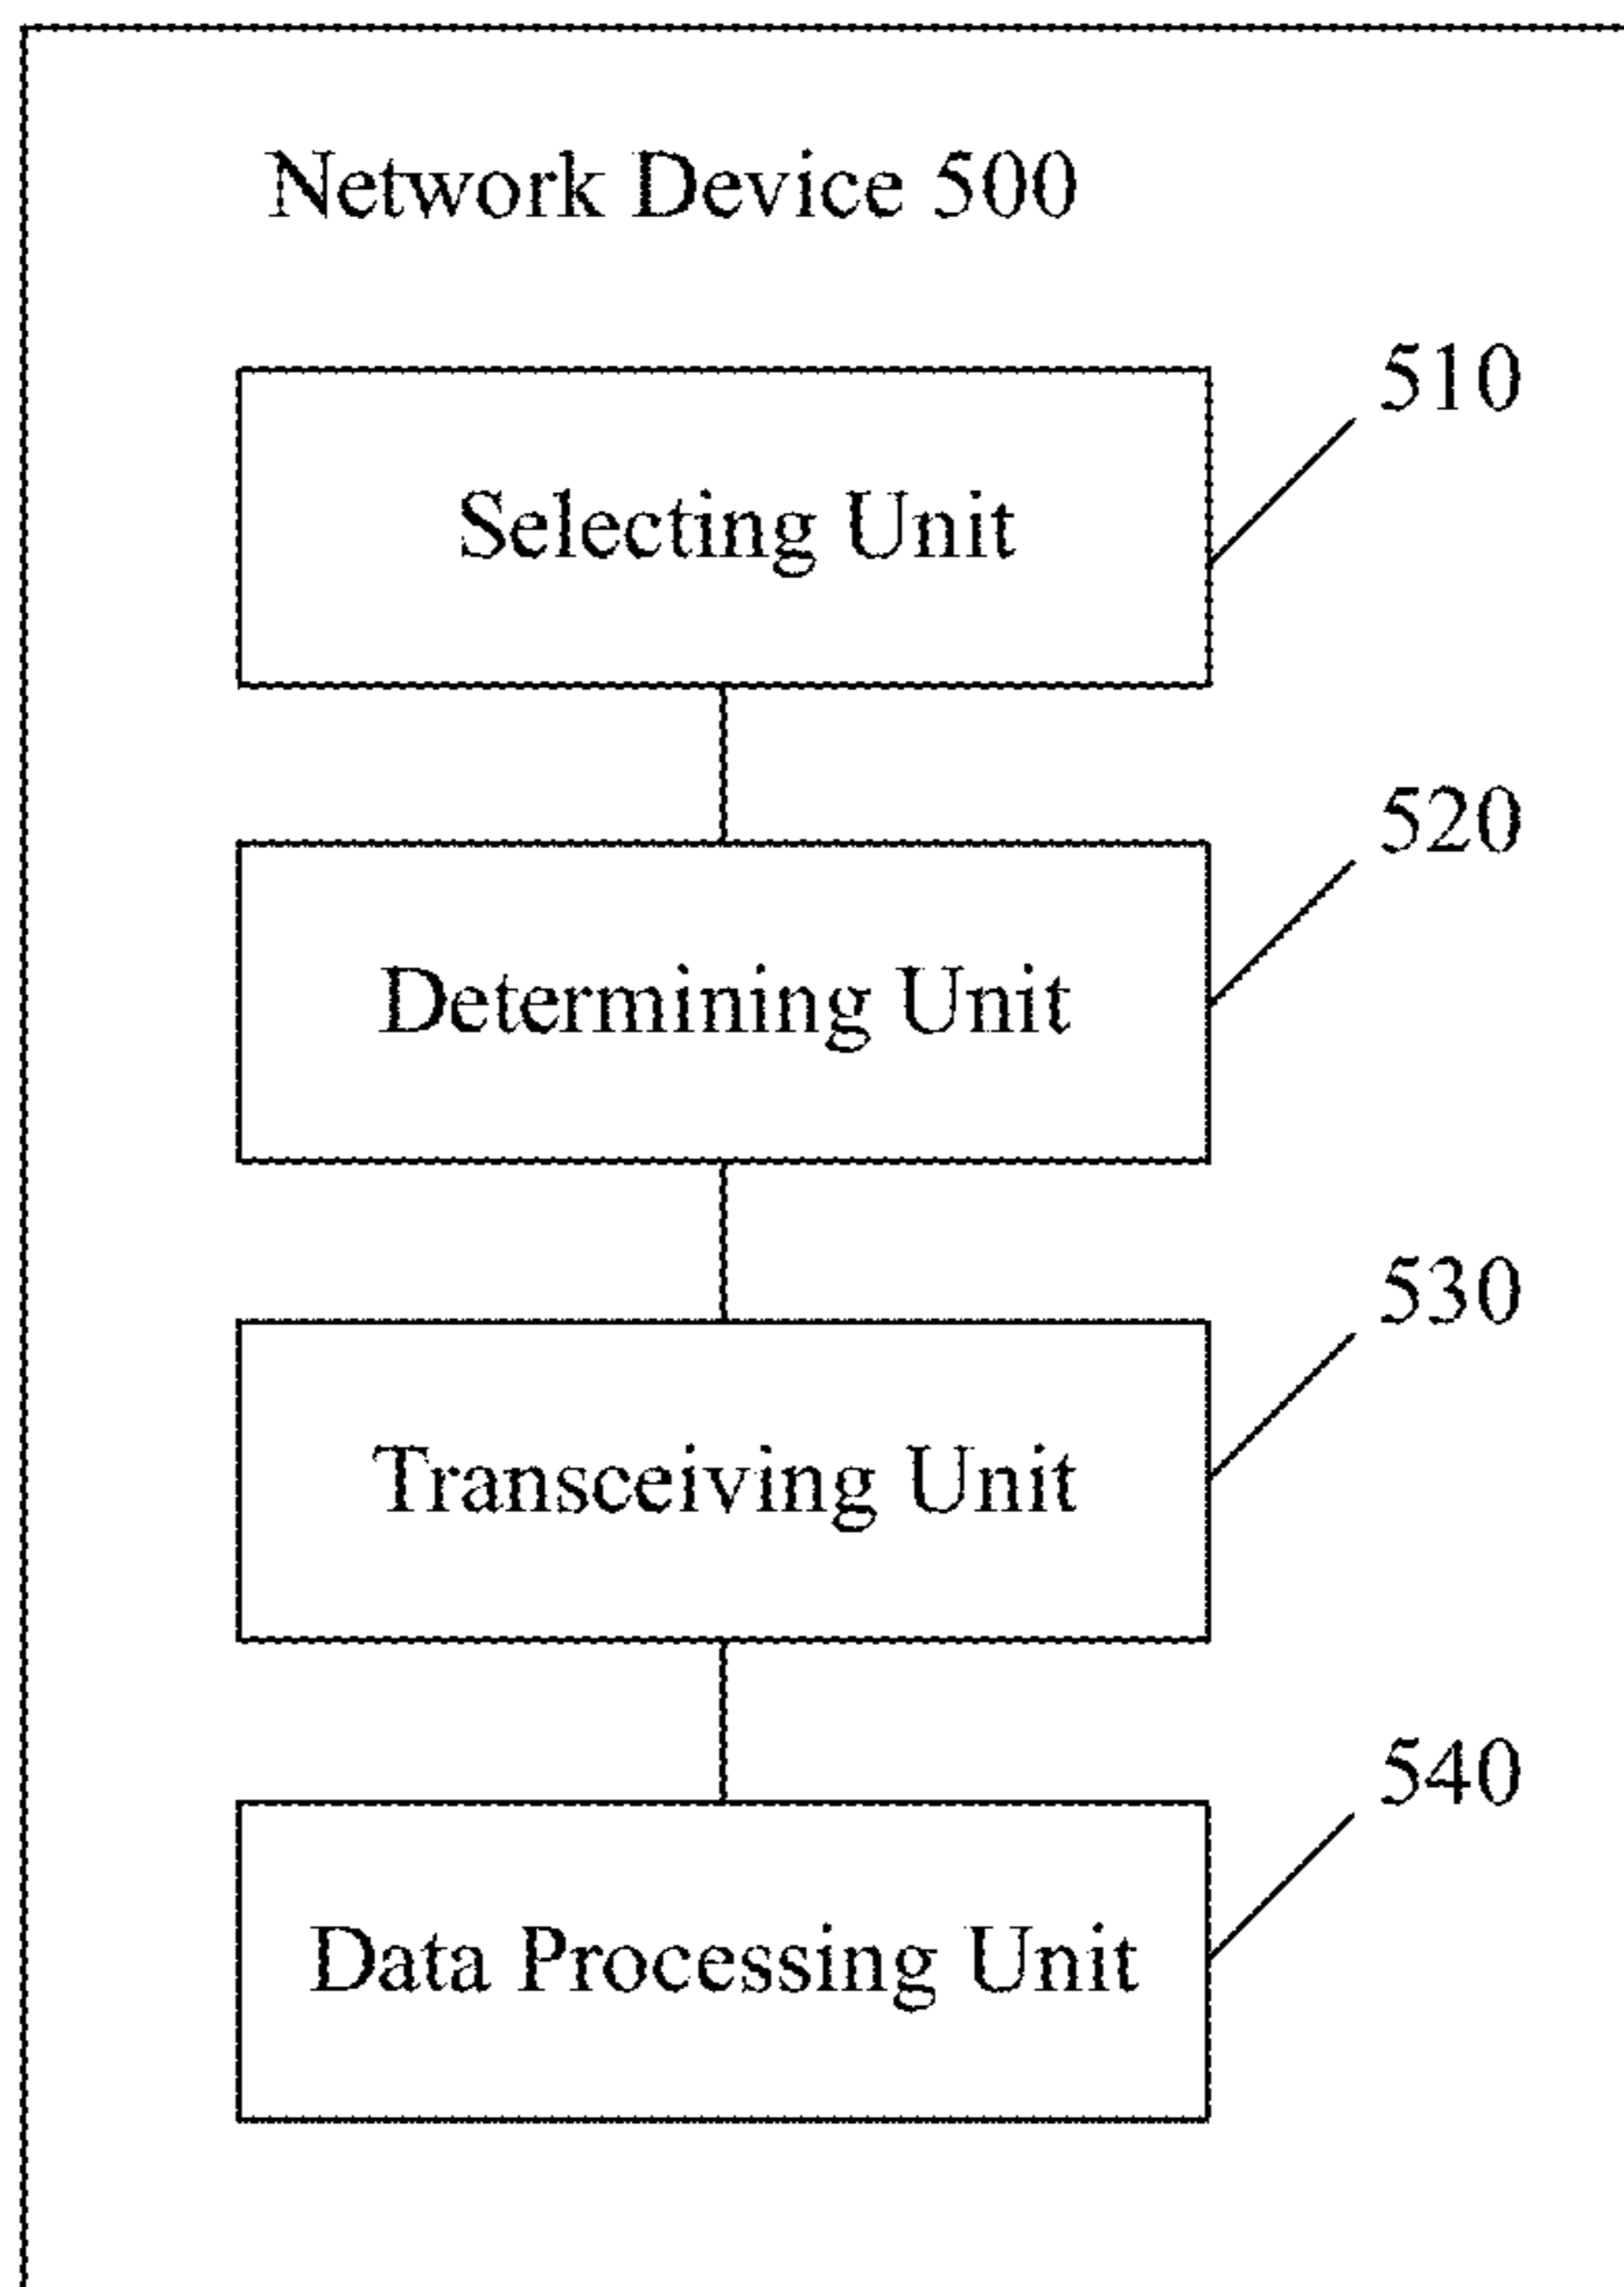 Network Device 500
510
Selecting Unit
520
Determining Unit
530
Transceiving Unit
540
Data Processing Unit